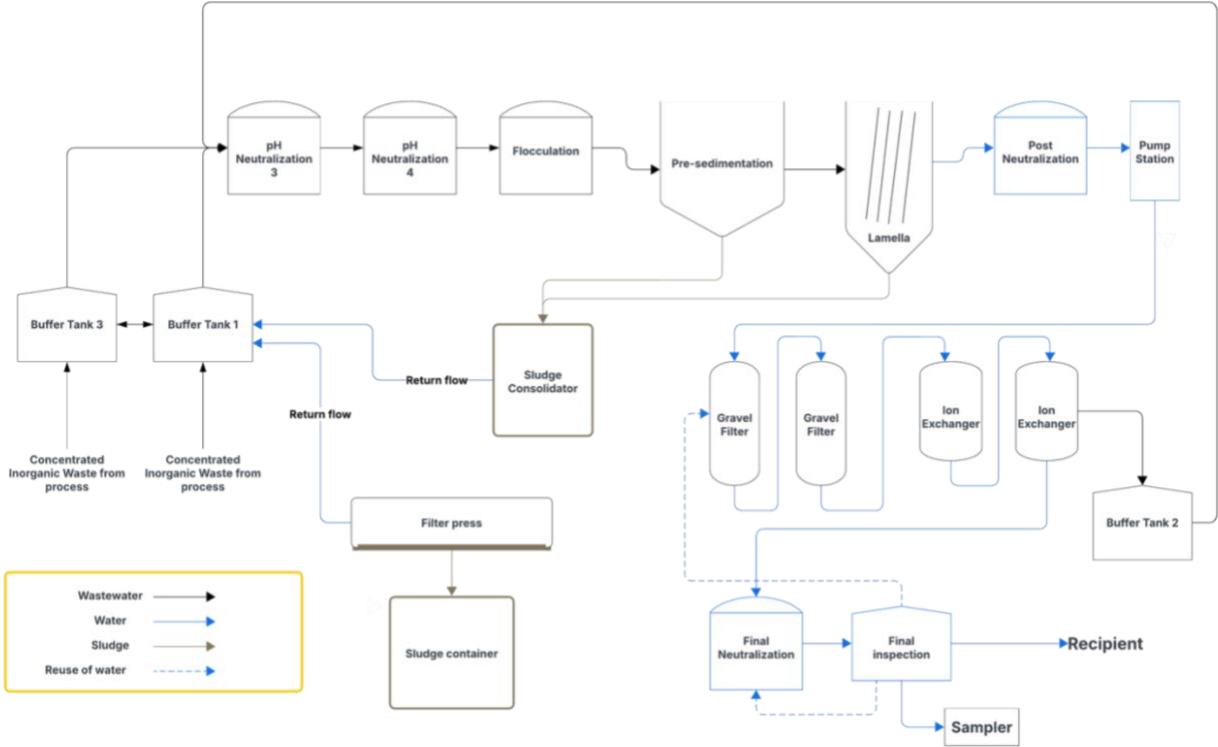 pH
Neutralization
3
pH
Neutralization
4
Flocculation
Pre-sedimentation
Lamella
Post
Neutralization
Pump
Station
Buffer Tank 3
Buffer Tank 1
Sludge
Consolidator
Return flow
Return flow
Gravel
Filter
Gravel
Filter
Ion
Exchanger
Ion
Exchanger
Concentrated
Inorganic Waste from
process
Concentrated
Inorganic Waste from
process
Filter press
Buffer Tank 2
Wastewater
Water
Sludge
Reuse of water
Sludge container
Final
Neutralization
Final
inspection
Recipient
Sampler